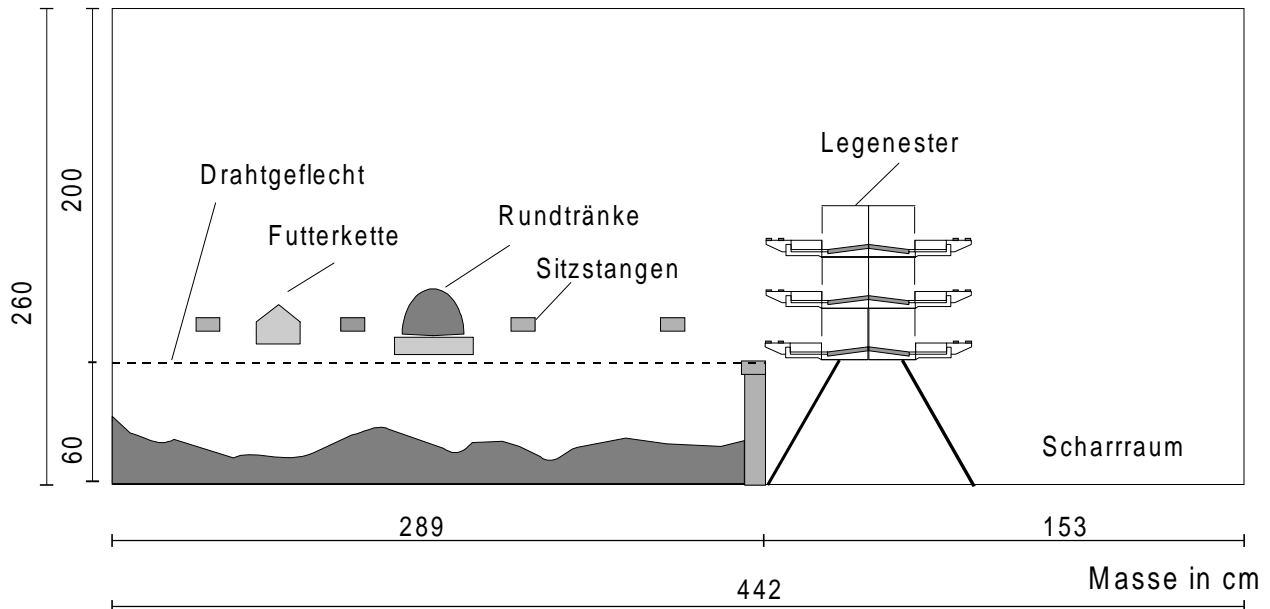 Legenester
Drahtgeflecht
200
Rundtränke
Futterkette
Sitzstangen
260
60
Scharrraum
289
153
Masse in cm
442